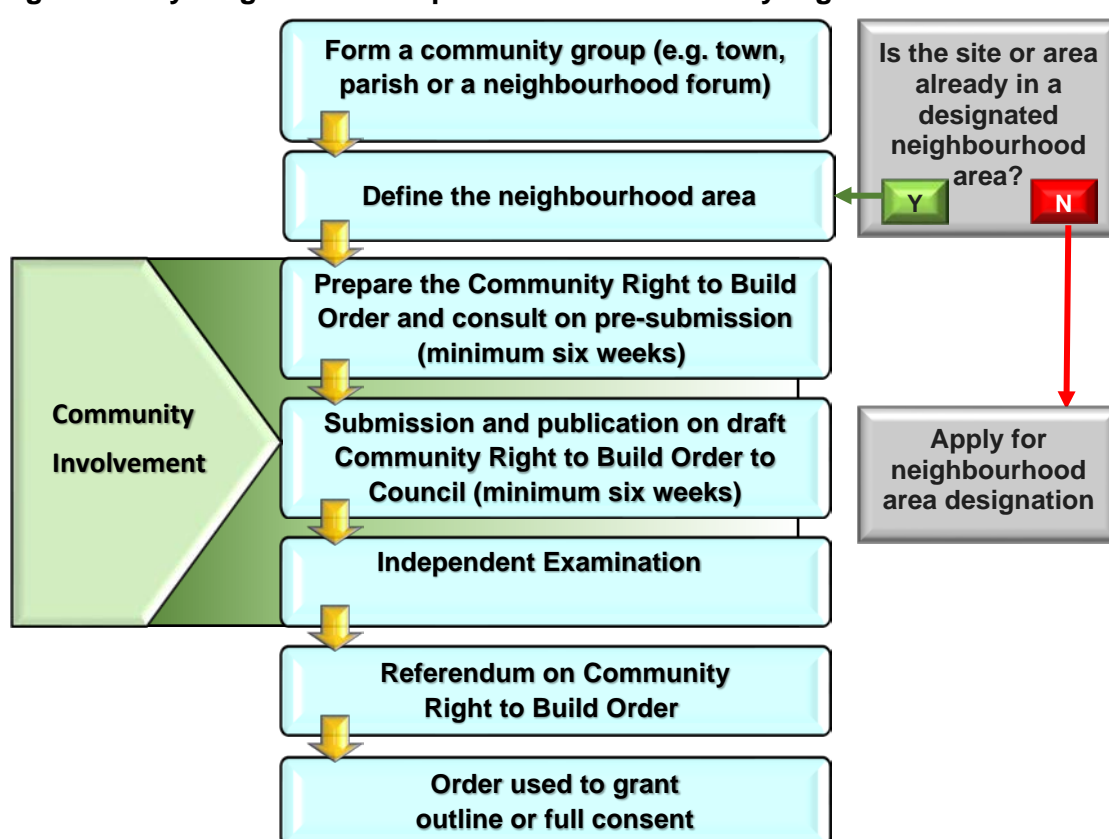 Form a community group (e.g. town,
parish or a neighbourhood forum)
Is the site or area
already in a
designated
neighbourhood
area?
Y
N
Define the neighbourhood area
Prepare the Community Right to Build
Order and consult on pre-submission
(minimum six weeks)
Community
Involvement
Submission and publication on draft
Community Right to Build Order to
Council (minimum six weeks)
Apply for
neighbourhood
area designation
Independent Examination
Referendum on Community
Right to Build Order
Order used to grant
outline or full consent